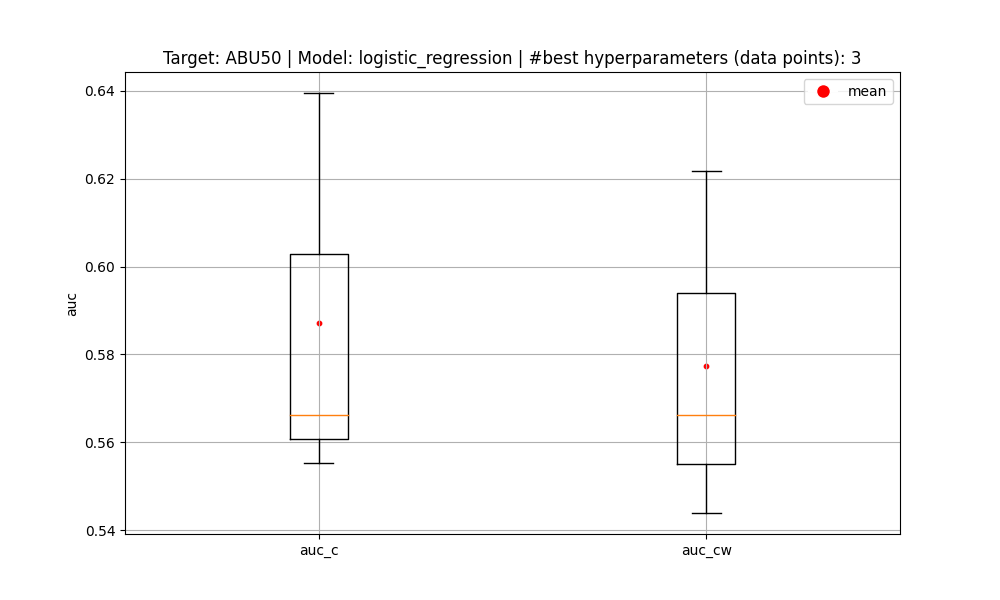 Target: ABU50 | Model: logistic_regression | #best hyperparameters (data points): 3
mean
0.64
0.62
0.60
0.58
0.56
0.54
auc
auc_c
auc_cw